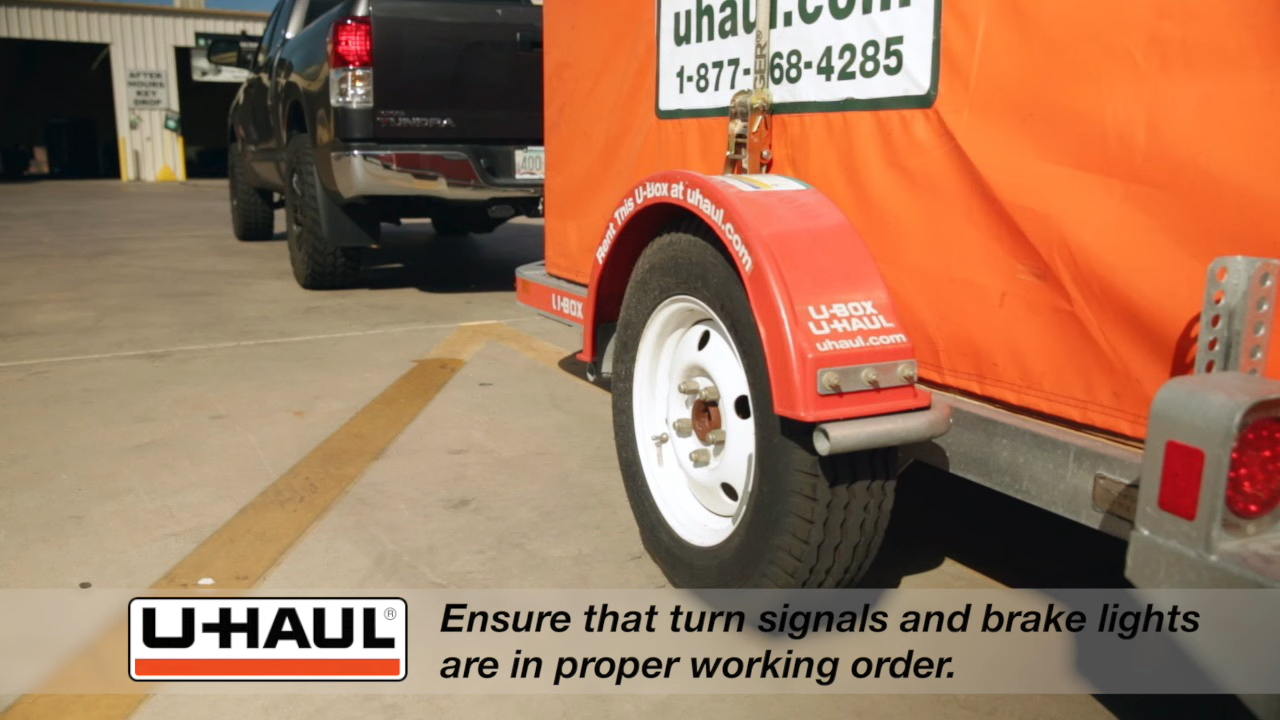 uhaul.com
1-877- 68-4285
AFTER
HOURS
KEY
DROP
TUNDRA
400
Rent This U-Box at uhaul.com
U-BOX
U-BOX
U-HAUL
uhaul.com
U-HAUL®
Ensure that turn signals and brake lights
are in proper working order.